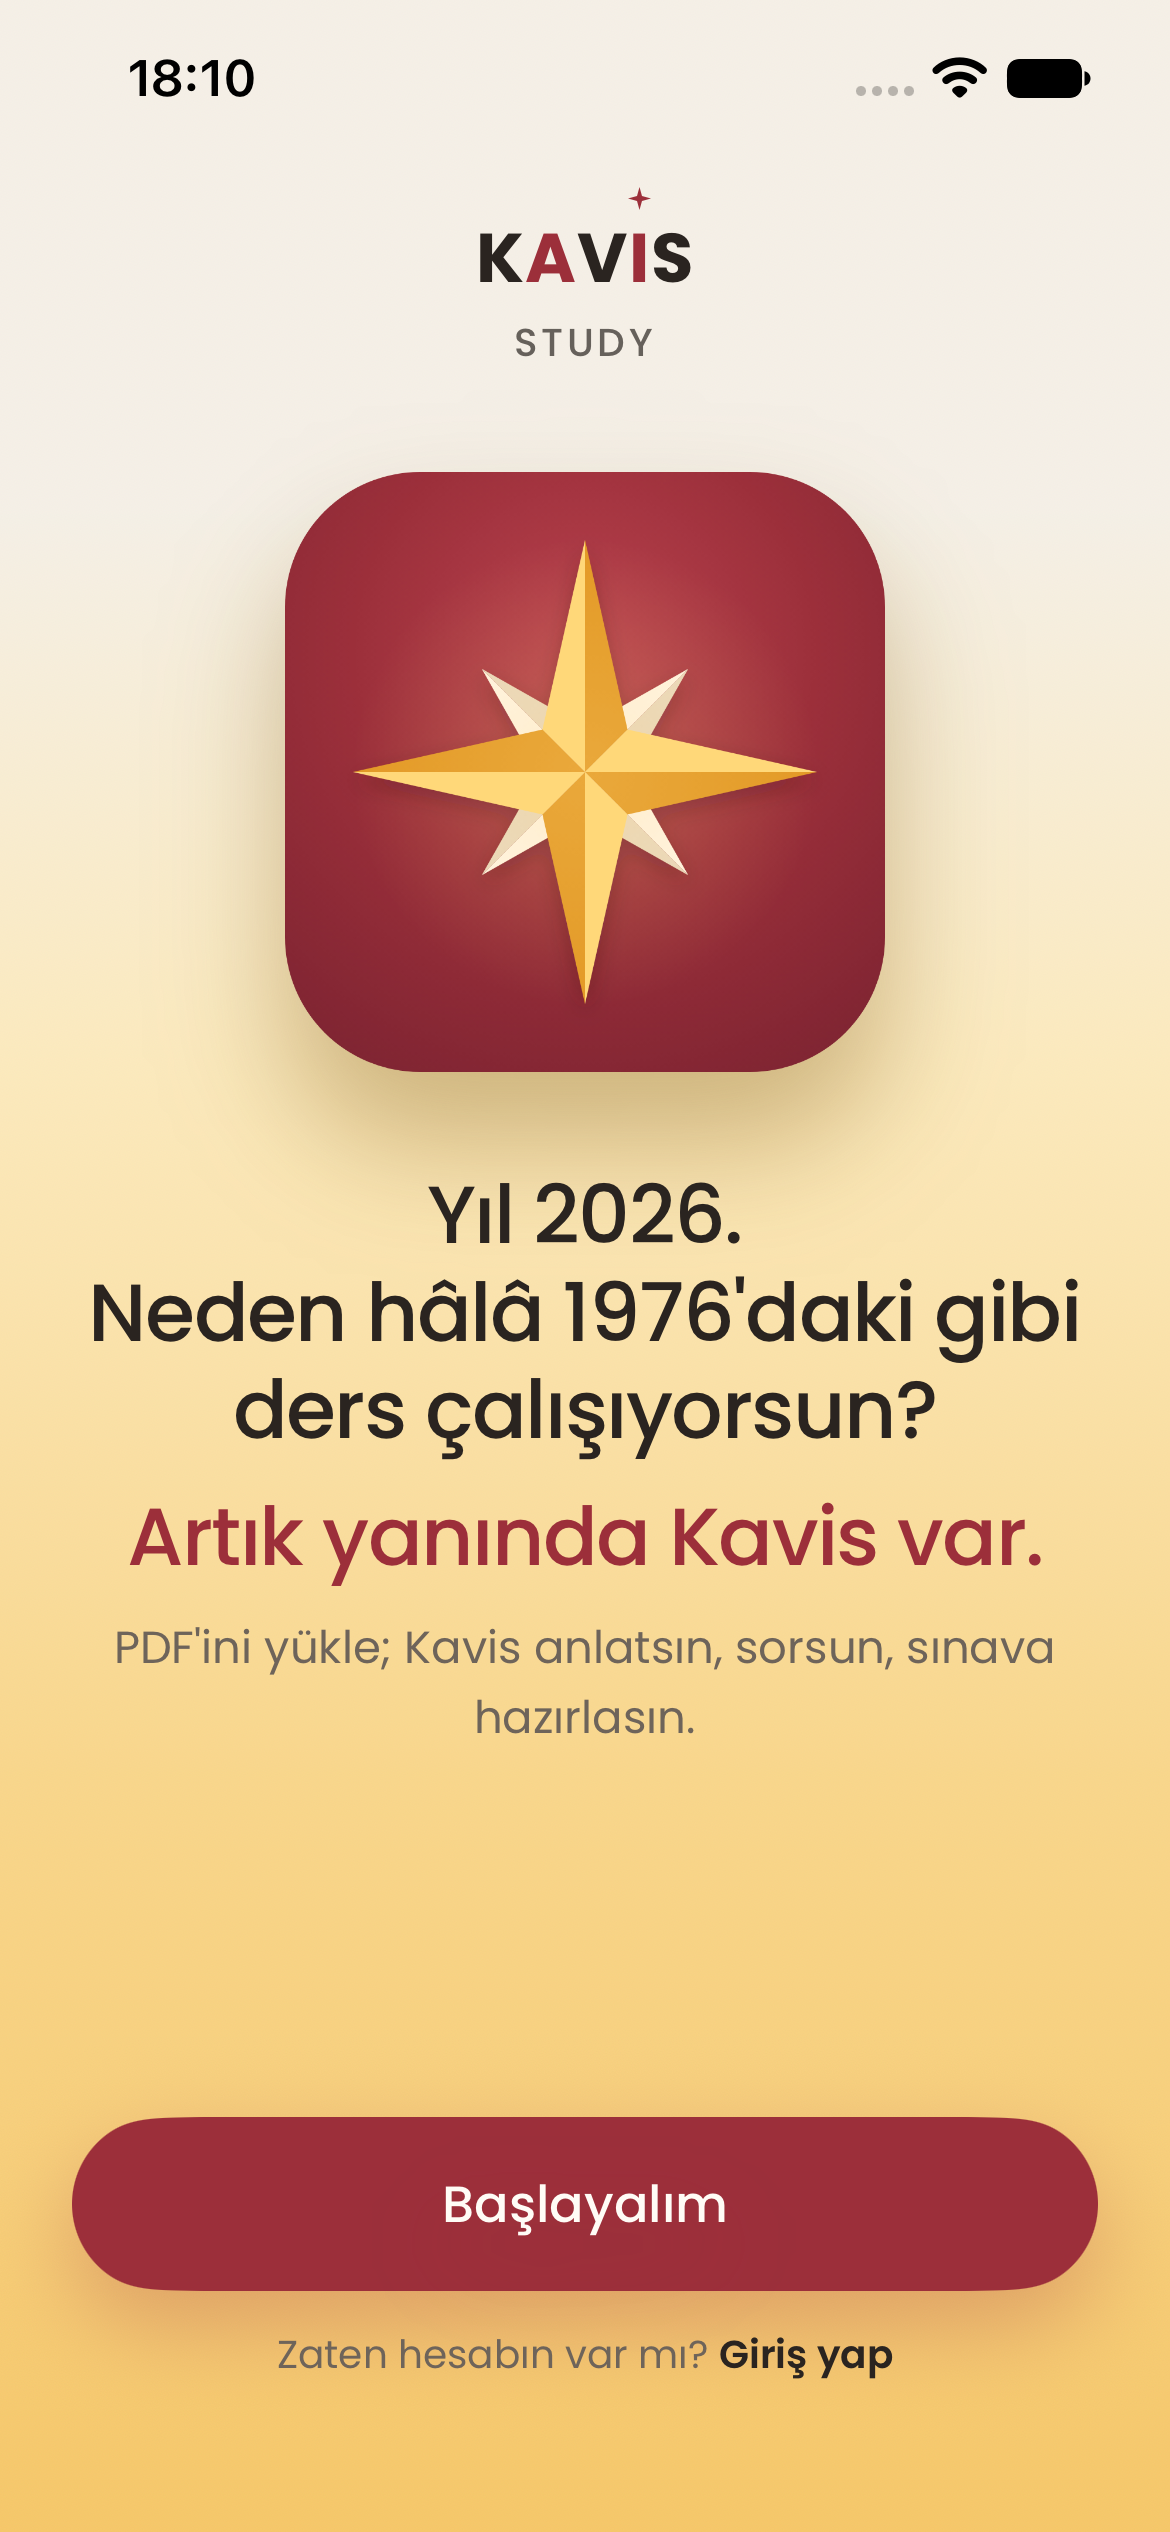 18:10
KAVIS
STUDY
Yıl 2026.
Neden hâlâ 1976'daki gibi
ders çalışıyorsun?
Artık yanında Kavis var.
PDF'ini yükle; Kavis anlatsın, sorsun, sınava
hazırlasın.
Başlayalım
Zaten hesabın var mı? Giriş yap